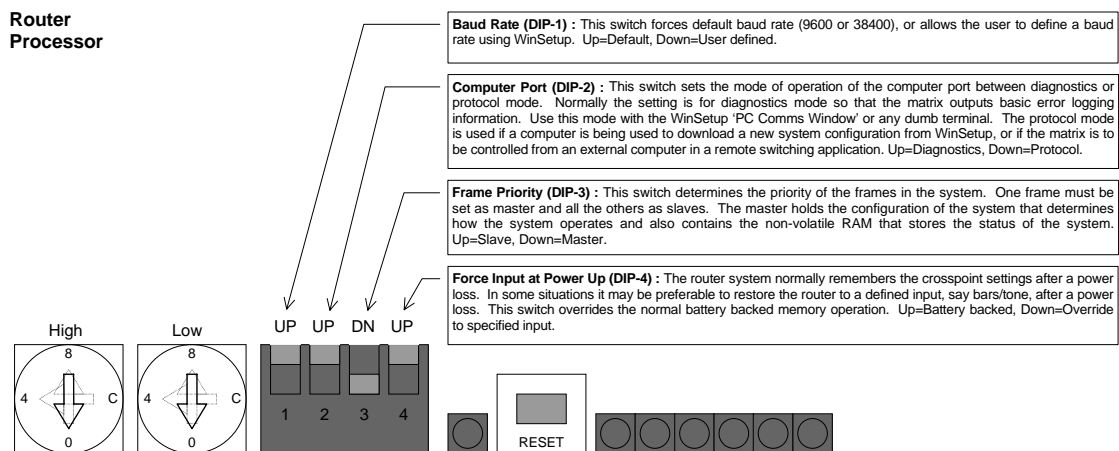 Router
Processor
Baud Rate (DIP-1) : This switch forces default baud rate (9600 or 38400), or allows the user to define a baud
rate using WinSetup. Up=Default, Down=User defined.
Computer Port (DIP-2) : This switch sets the mode of operation of the computer port between diagnostics or
protocol mode. Normally the setting is for diagnostics mode so that the matrix outputs basic error logging
information. Use this mode with the WinSetup 'PC Comms Window' or any dumb terminal. The protocol mode
is used if a computer is being used to download a new system configuration from WinSetup, or if the matrix is to
be controlled from an external computer in a remote switching application. Up=Diagnostics, Down=Protocol.
Frame Priority (DIP-3) : This switch determines the priority of the frames in the system. One frame must be
set as master and all the others as slaves. The master holds the configuration of the system that determines
how the system operates and also contains the non-volatile RAM that stores the status of the system.
Up=Slave, Down=Master.
Force Input at Power Up (DIP-4) : The router system normally remembers the crosspoint settings after a power
loss. In some situations it may be preferable to restore the router to a defined input, say bars/tone, after a power
loss. This switch overrides the normal battery backed memory operation. Up=Battery backed, Down=Override
to specified input.
High
Low
UP UP DN UP
8
4
C
0
8
4
C
0
1 2 3 4
RESET